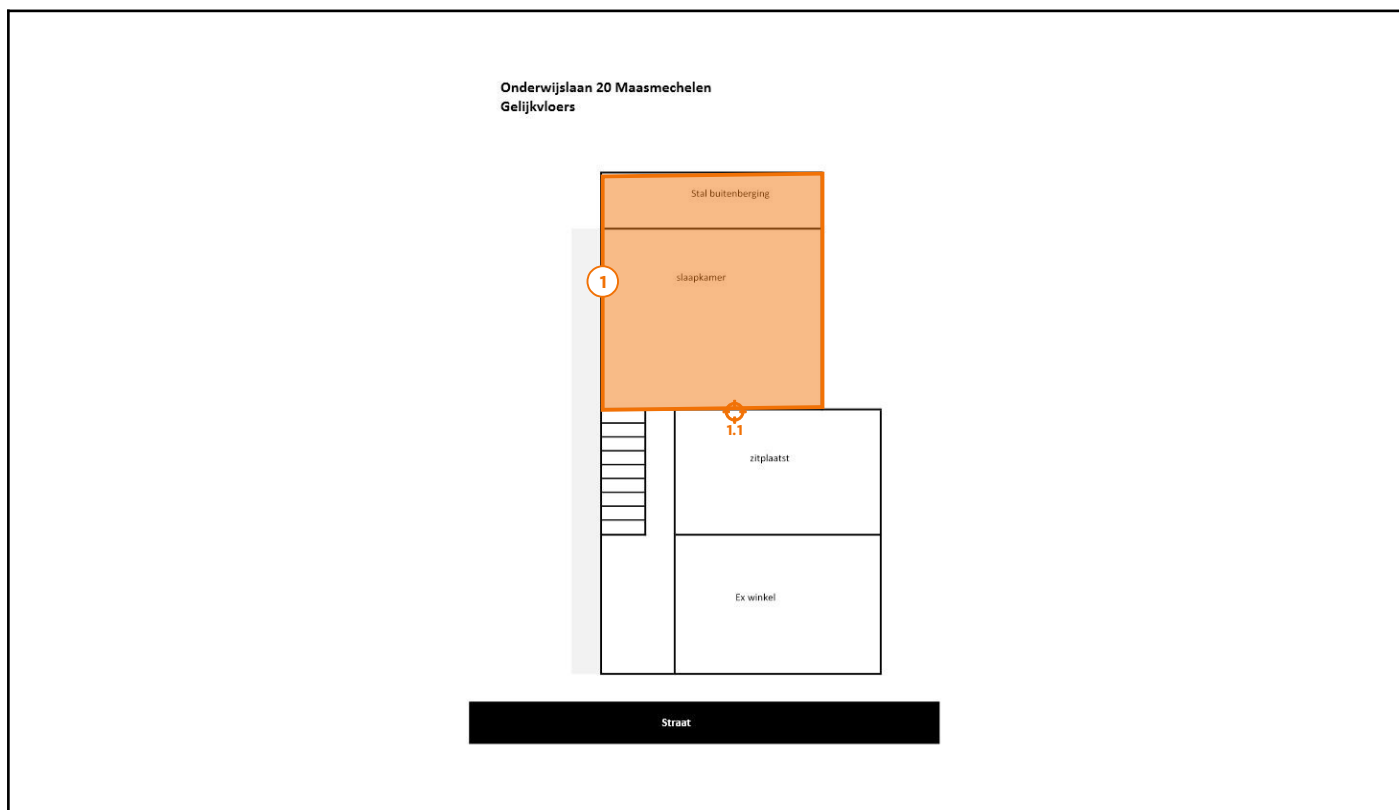 Onderwijslaan 20 Maasmechelen
Gelijkvloers
Stal buitenberging
slaapkamer
1
1.1
zitplaatst
Ex winkel
Straat